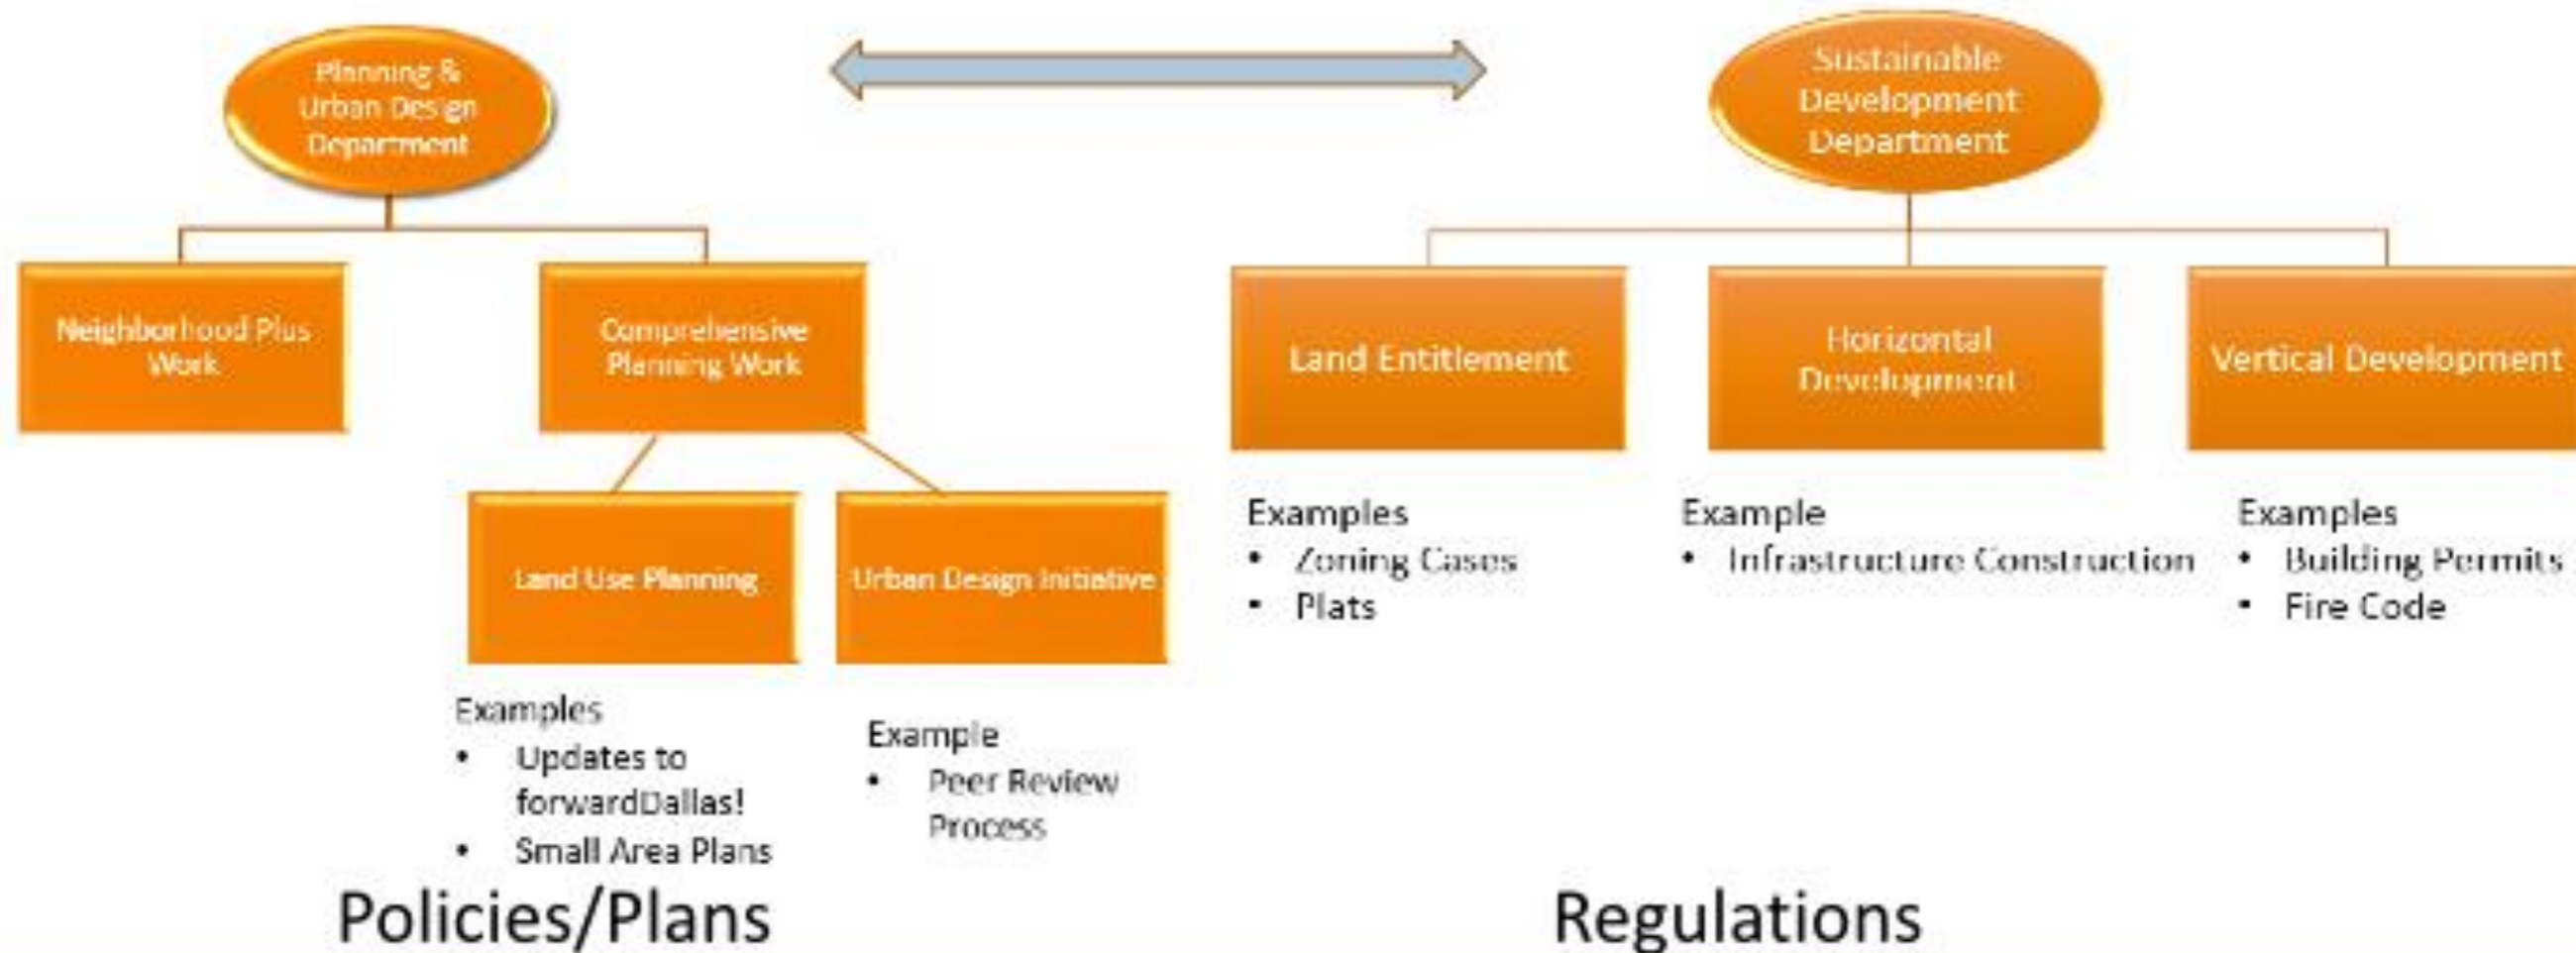 Planning &
Urban Design
Department
Sustainable
Development
Department
Neighborhood Plus
Work
Comprehensive
Planning Work
Land Entitlement
Horizontal
Development
Vertical Development
Land Use Planning
Urban Design Initiative
Examples
• Zoning Cases
• Plats
Example
• Infrastructure Construction
Examples
• Building Permits
• Fire Code
Examples
• Updates to
forwardDallas!
• Small Area Plans
Example
• Peer Review
Process
Policies/Plans
Regulations